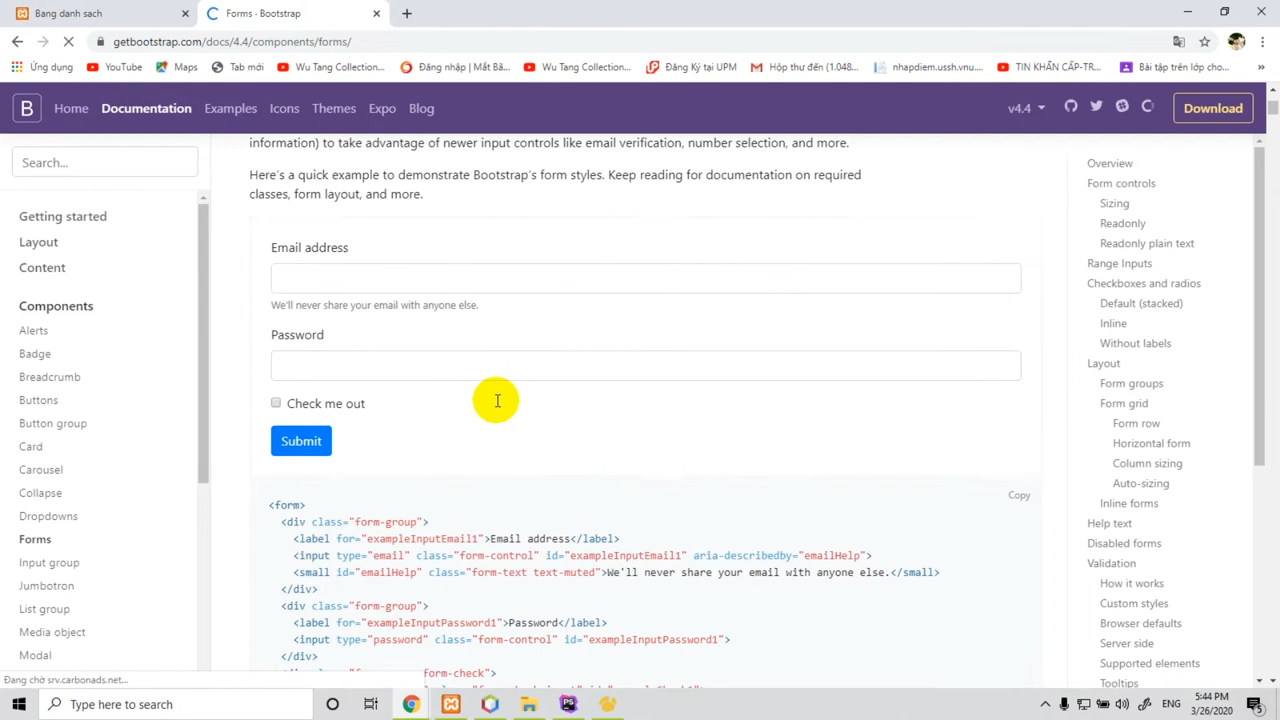 Bang danh sach
Forms · Bootstrap
getbootstrap.com/docs/4.4/components/forms/
Ứng dụng
YouTube
Maps
Tab mới
Wu Tang Collection...
Đăng nhập | Mắt Bã...
Wu Tang Collection...
Đăng Ký tại UPM
Hộp thư đến (1.048...
nhapdiem.ussh.vnu...
TIN KHẨN CẤP-TR...
Bài tập trên lớp cho...
»
B
Home
Documentation
Examples
Icons
Themes
Expo
Blog
v4.4
Download
Search...
Getting started
Layout
Content
Components
Alerts
Badge
Breadcrumb
Buttons
Button group
Card
Carousel
Collapse
Dropdowns
Forms
Input group
Jumbotron
List group
Media object
Modal
information) to take advantage of newer input controls like email verification, number selection, and more.
Here's a quick example to demonstrate Bootstrap's form styles. Keep reading for documentation on required
classes, form layout, and more.
Email address
We'll never share your email with anyone else.
Password
Check me out
Submit
Copy
<form>
<div class="form-group">
<label for="exampleInputEmail1">Email address</label>
<input type="email" class="form-control" id="exampleInputEmail1" aria-describedby="emailHelp">
<small id="emailHelp" class="form-text text-muted">We'll never share your email with anyone else.</small>
</div>
<div class="form-group">
<label for="exampleInputPassword1">Password</label>
<input type="password" class="form-control" id="exampleInputPassword1">
</div>
form-check">
Overview
Form controls
Sizing
Readonly
Readonly plain text
Range Inputs
Checkboxes and radios
Default (stacked)
Inline
Without labels
Layout
Form groups
Form grid
Form row
Horizontal form
Column sizing
Auto-sizing
Inline forms
Help text
Disabled forms
Validation
How it works
Custom styles
Browser defaults
Server side
Supported elements
Tooltips
Đang chờ srv.carbonads.net...
Type here to search
ENG
5:44 PM
3/26/2020
5